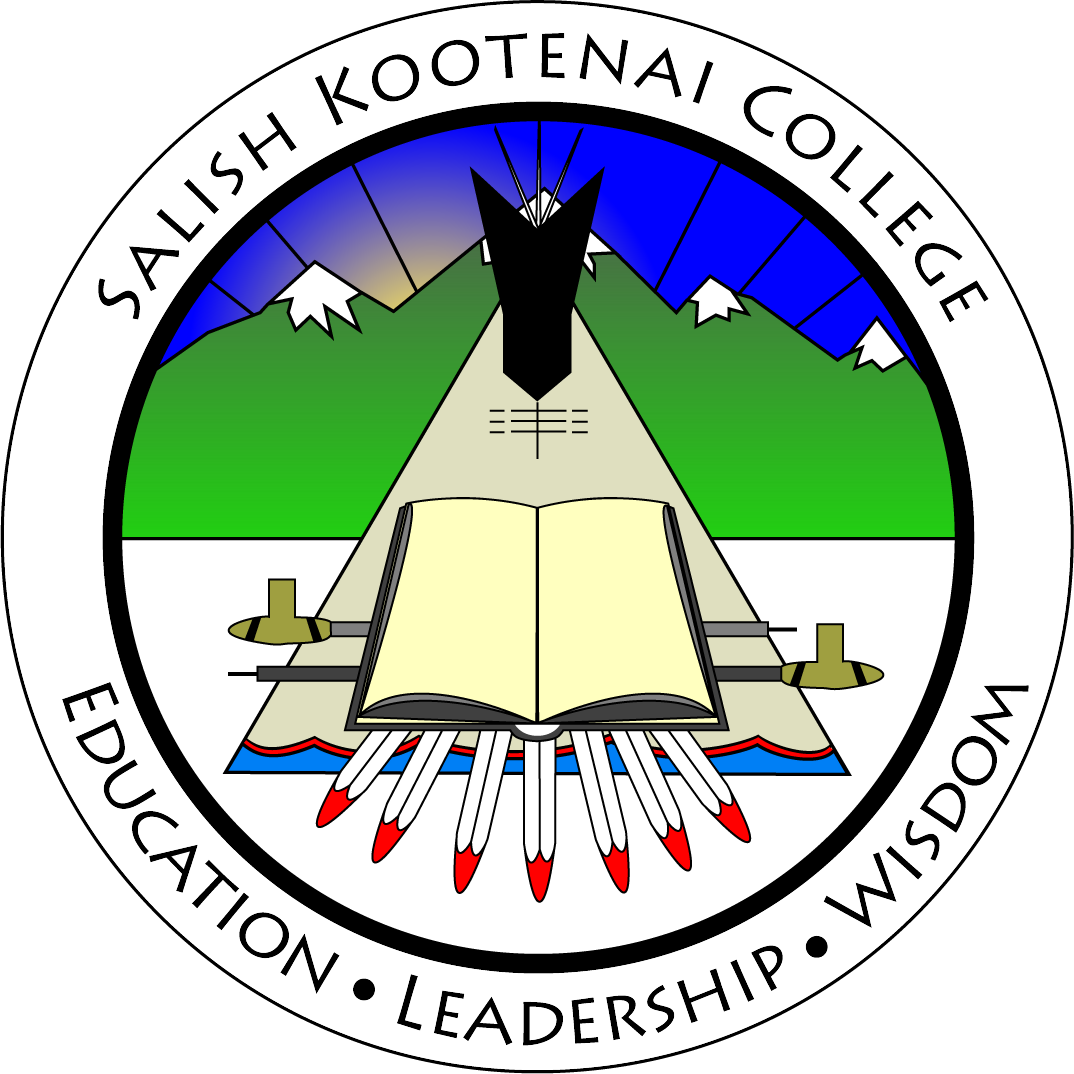 SALISH KOOTENAI COLLEGE
EDUCATION • LEADERSHIP • WISDOM